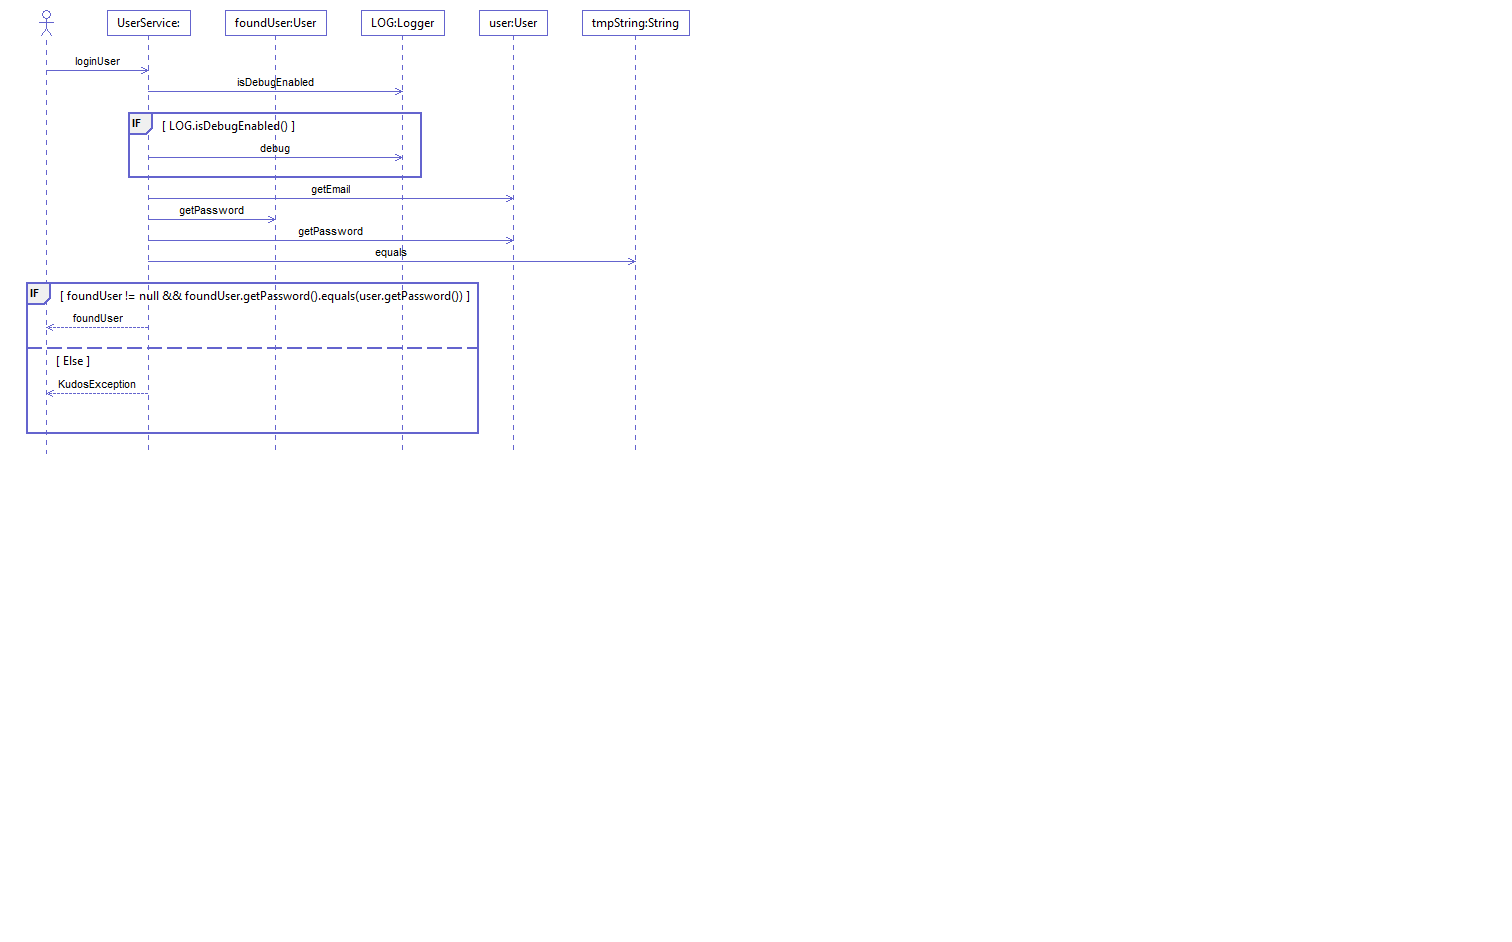 UserService:
foundUser:User
LOG:Logger
user:User
tmpString:String
loginUser
isDebugEnabled
IF
[ LOG.isDebugEnabled() ]
debug
getEmail
getPassword
getPassword
equals
IF
[ foundUser != null && foundUser.getPassword().equals(user.getPassword()) ]
foundUser
[ Else ]
KudosException